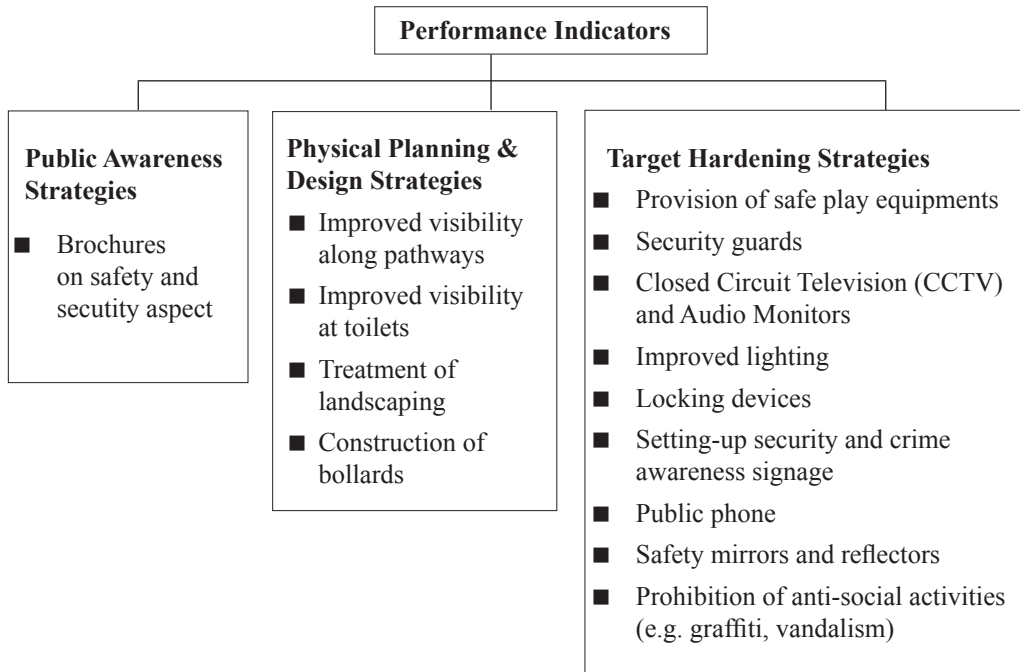 Performance Indicators
Public Awareness
Strategies
■ Brochures
on safety and
secutity aspect
Physical Planning &
Design Strategies
■ Improved visibility
along pathways
■ Improved visibility
at toilets
■ Treatment of
landscaping
■ Construction of
bollards
Target Hardening Strategies
■ Provision of safe play equipments
■ Security guards
■ Closed Circuit Television (CCTV)
and Audio Monitors
■ Improved lighting
■ Locking devices
■ Setting-up security and crime
awareness signage
■ Public phone
■ Safety mirrors and reflectors
■ Prohibition of anti-social activities
(e.g. graffiti, vandalism)